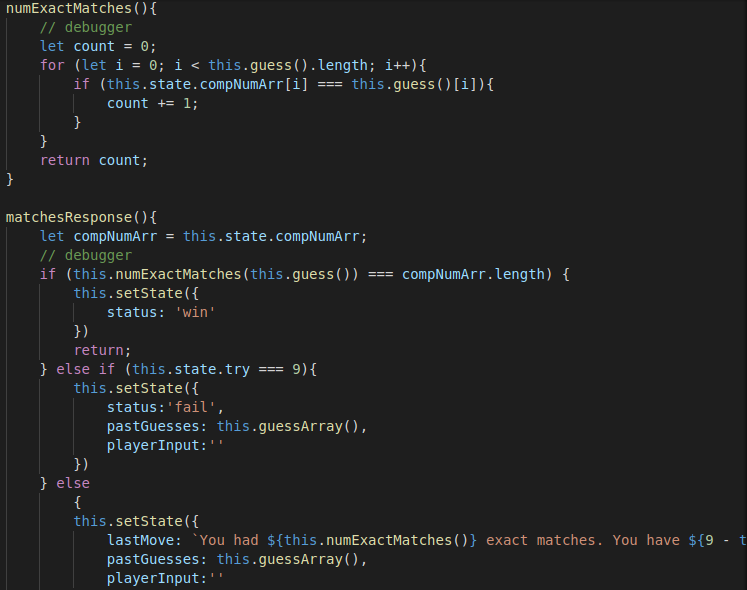 numExactMatches(){
    // debugger
    let count = 0;
    for (let i = 0; i < this.guess().length; i++){
        if (this.state.compNumArr[i] === this.guess()[i]){
            count += 1;
        }
    }
    return count;
}

matchesResponse(){
    let compNumArr = this.state.compNumArr;
    // debugger
    if (this.numExactMatches(this.guess()) === compNumArr.length) {
        this.setState({
            status: 'win'
        })
        return;
    } else if (this.state.try === 9){
        this.setState({
            status:'fail',
            pastGuesses: this.guessArray(),
            playerInput:''
        })
    } else
        {
        this.setState({
            lastMove: `You had ${this.numExactMatches()} exact matches. You have ${9 - t
            pastGuesses: this.guessArray(),
            playerInput:''